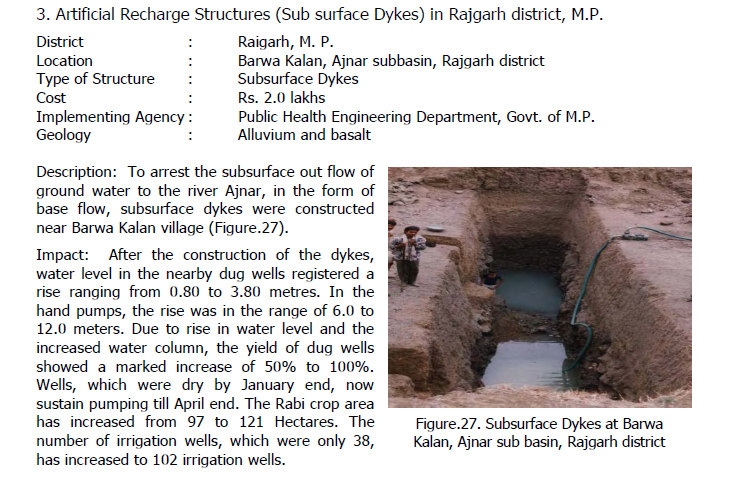 3. Artificial Recharge Structures (Sub surface Dykes) in Rajgarh district, M.P.
District : Raigarh, M. P.
Location : Barwa Kalan, Ajnar subbasin, Rajgarh district
Type of Structure : Subsurface Dykes
Cost : Rs. 2.0 lakhs
Implementing Agency : Public Health Engineering Department, Govt. of M.P.
Geology : Alluvium and basalt
Description: To arrest the subsurface out flow of
ground water to the river Ajnar, in the form of
base flow, subsurface dykes were constructed
near Barwa Kalan village (Figure.27).
Impact: After the construction of the dykes,
water level in the nearby dug wells registered a
rise ranging from 0.80 to 3.80 metres. In the
hand pumps, the rise was in the range of 6.0 to
12.0 meters. Due to rise in water level and the
increased water column, the yield of dug wells
showed a marked increase of 50% to 100%.
Wells, which were dry by January end, now
sustain pumping till April end. The Rabi crop area
has increased from 97 to 121 Hectares. The
number of irrigation wells, which were only 38,
has increased to 102 irrigation wells.
Figure.27. Subsurface Dykes at Barwa
Kalan, Ajnar sub basin, Rajgarh district